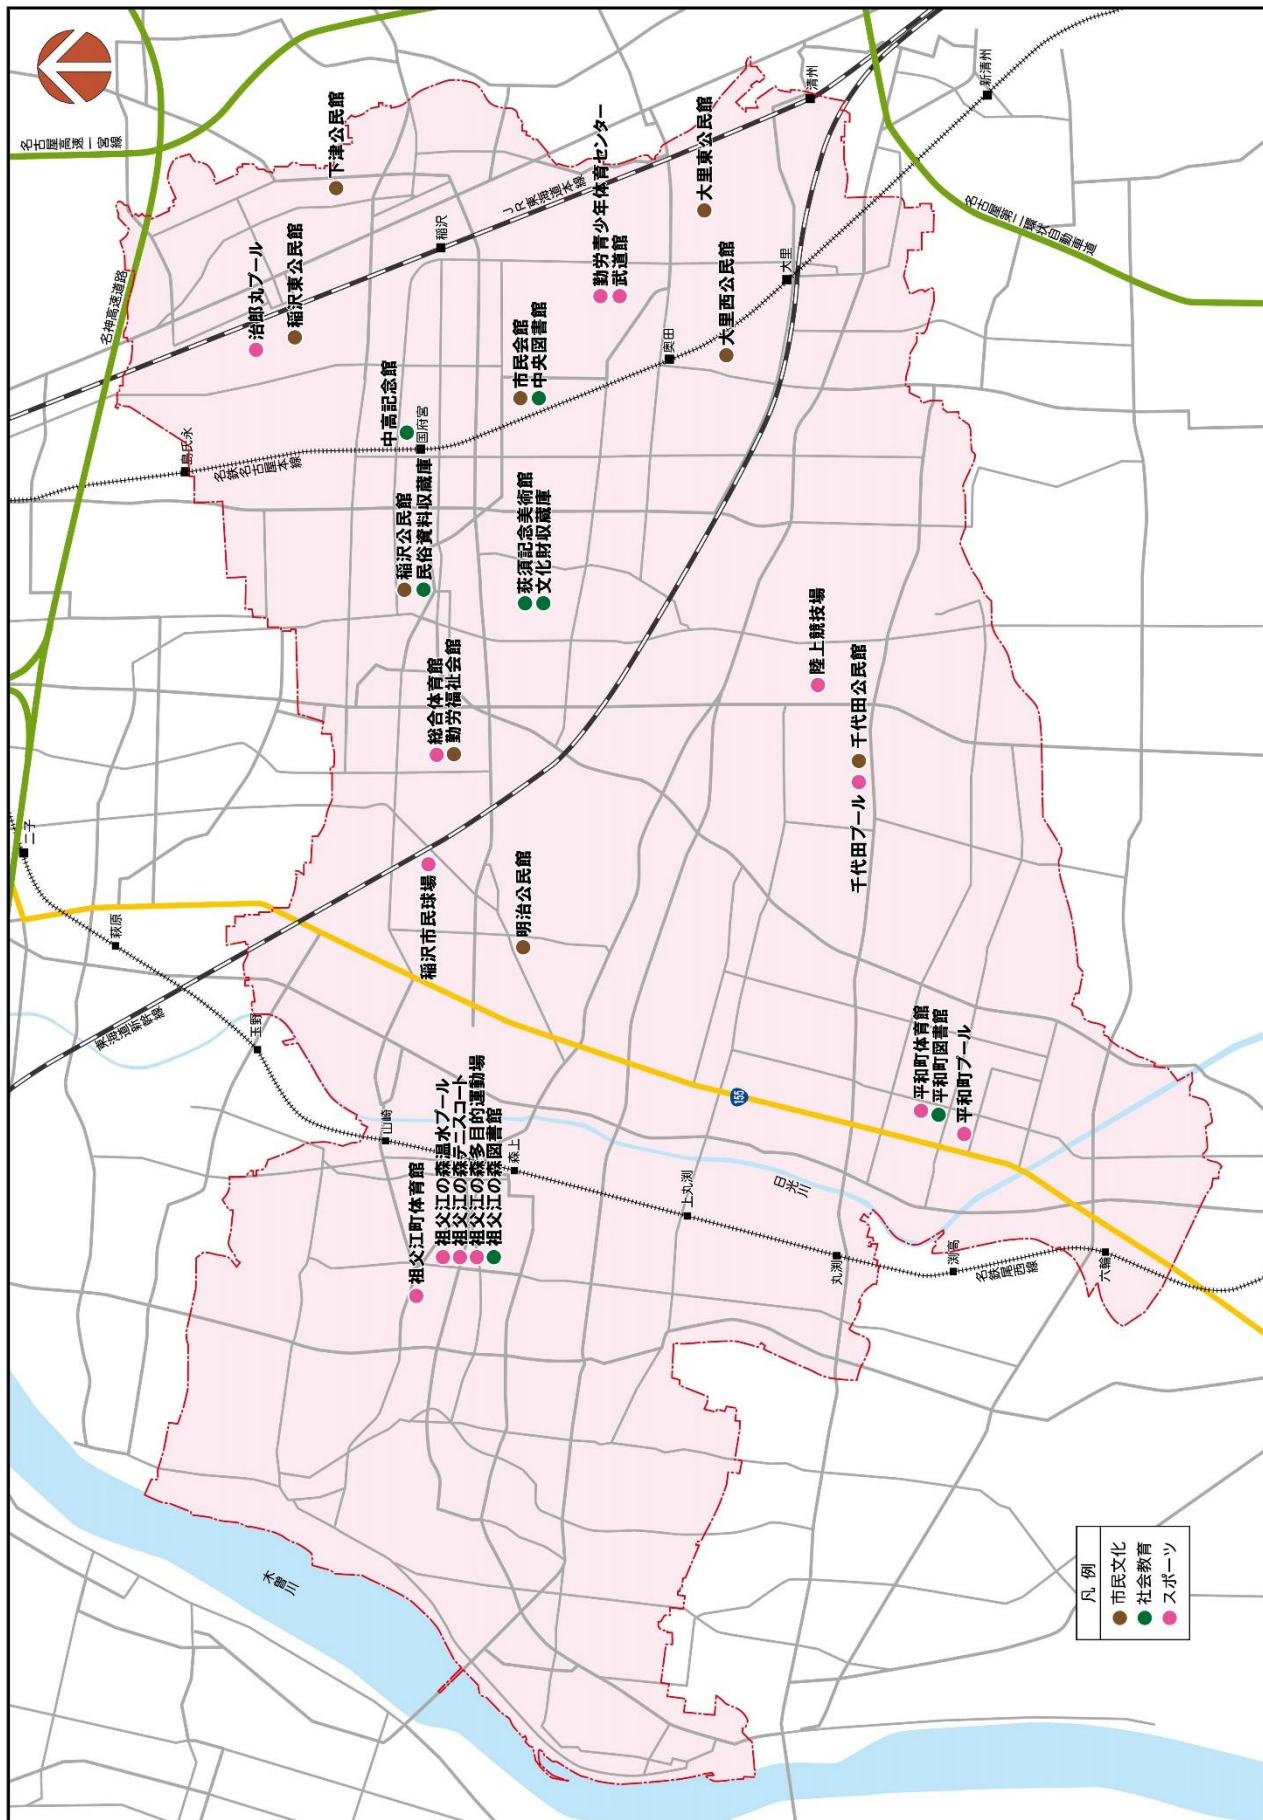 名古屋高速一宮線
名神高速道路
下津公民館
治郎丸プール
稲沢東公民館
稲沢
JR東海道本線
勤労青少年体育センター
武道館
大里東公民館
清州
新清州
名古屋第二環状自動車道
大里西公民館
大里
奥田
市民会館
中央図書館
中高記念館
国府宮
島氏永
名鉄名古屋本線
稲沢公民館
民俗資料収蔵庫
荻須記念美術館
文化財収蔵庫
総合体育館
勤労福祉会館
陸上競技場
千代田公民館
千代田プール
稲沢市民球場
明治公民館
二子
萩原
玉野
東海道新幹線
山崎
森上
155
上丸渕
日光川
丸渕
渕高
名鉄尾西線
六輪
平和町体育館
平和町図書館
平和町プール
祖父江町体育館
祖父江の森温水プール
祖父江の森テニスコート
祖父江の森多目的運動場
祖父江の森図書館
木曽川
凡例
市民文化
社会教育
スポーツ